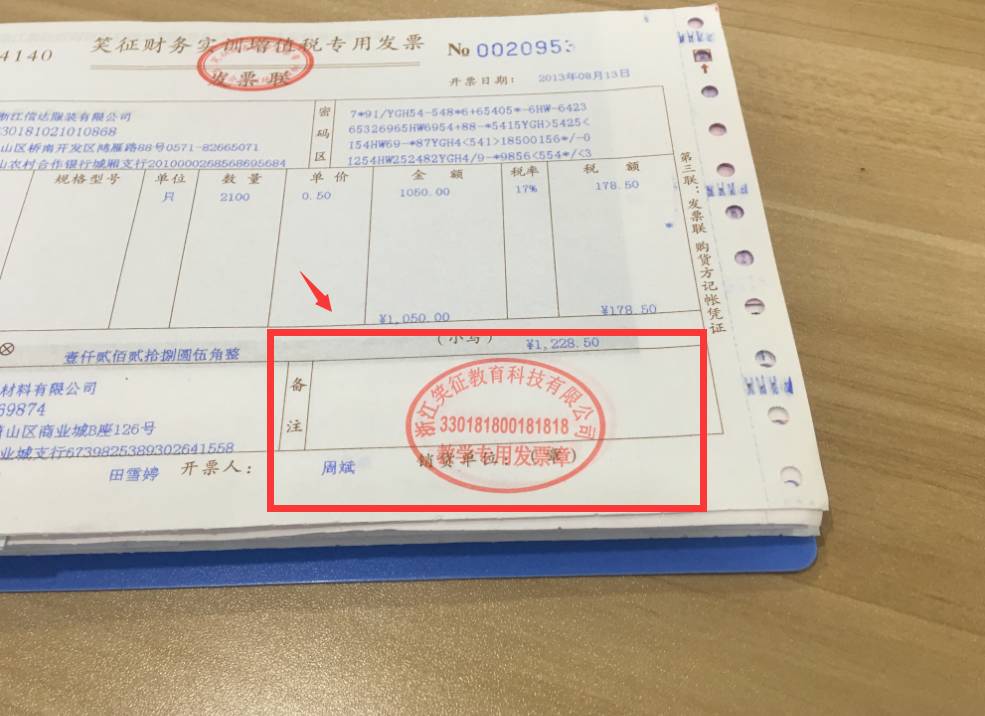 4140
笑征财务实训增值税专用发票
发票联
No 0020953
开票日期： 2013年08月13日
浙江信达服装有限公司
330181021010868
山区桥南开发区鸿雁路88号0571-82665071
山农村合作银行城厢支行2010000268568695684
密码区
7*91/YGH54-548*6+65405*-6HW-6423
65326965HW6954+88-*5415YGH>5425<
154HW69-*87YGH4<541>18500156*/-0
1254HW252482YGH4/9-*9856<554*/<3
规格型号 单位 数量 单价 金额 税率 税额
只 2100 0.50 1050.00 17% 178.50
¥1,050.00 ¥178.50
⊗ 壹仟贰佰贰拾捌圆伍角整 (小写) ¥1,228.50
材料有限公司
69874
萧山区商业城B座126号
业城支行6739825389302641558
备注
浙江笑征教育科技有限公司
330181800181818
教学专用发票章
田雪婷 开票人： 周斌 销货单位：（章）
第三联：发票联 购货方记帐凭证